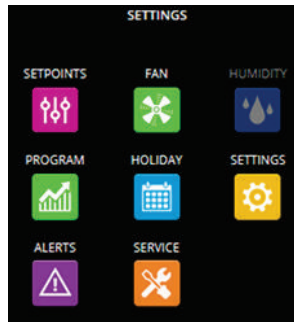 SETTINGS
SETPOINTS FAN HUMIDITY
PROGRAM HOLIDAY SETTINGS
ALERTS SERVICE